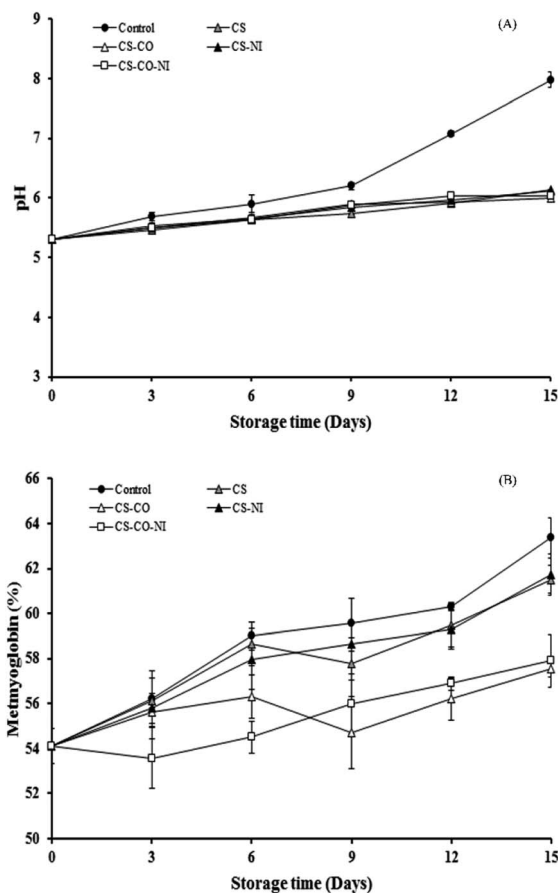 (A)
Control CS
CS-CO CS-NI
CS-CO-NI
9
8
7
6
5
4
3
pH
0 3 6 9 12 15
Storage time (Days)
(B)
Control CS
CS-CO CS-NI
CS-CO-NI
66
64
62
60
58
56
54
52
50
Metmyoglobin (%)
0 3 6 9 12 15
Storage time (Days)